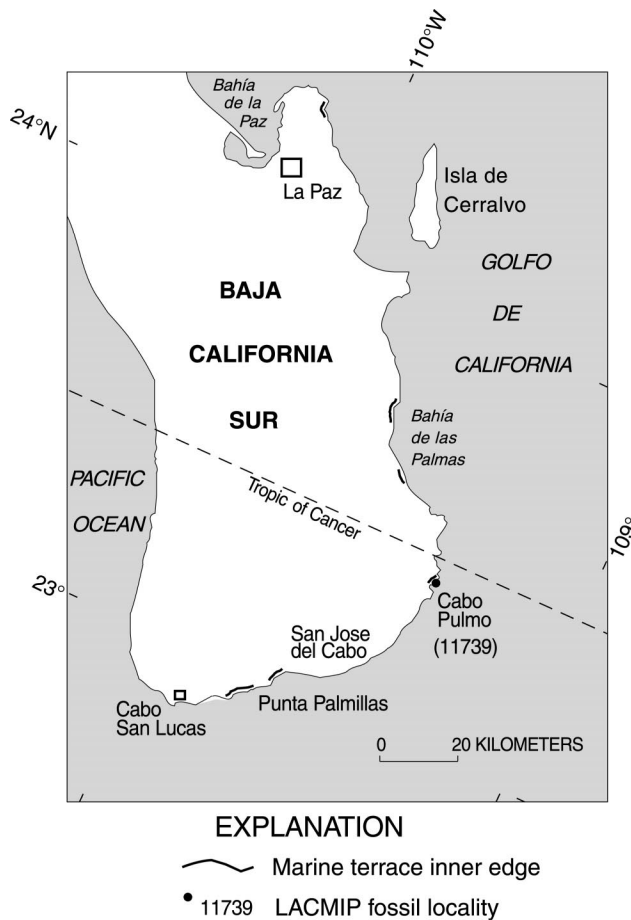 110°W
Bahía
de la
Paz
24°N
La Paz
Isla de
Cerralvo
GOLFO
DE
CALIFORNIA
BAJA
CALIFORNIA
SUR
Bahía
de las
Palmas
PACIFIC
OCEAN
Tropic of Cancer
109°
23°
Cabo
Pulmo
(11739)
San Jose
del Cabo
Punta Palmillas
Cabo
San Lucas
0 20 KILOMETERS
EXPLANATION
Marine terrace inner edge
11739 LACMIP fossil locality